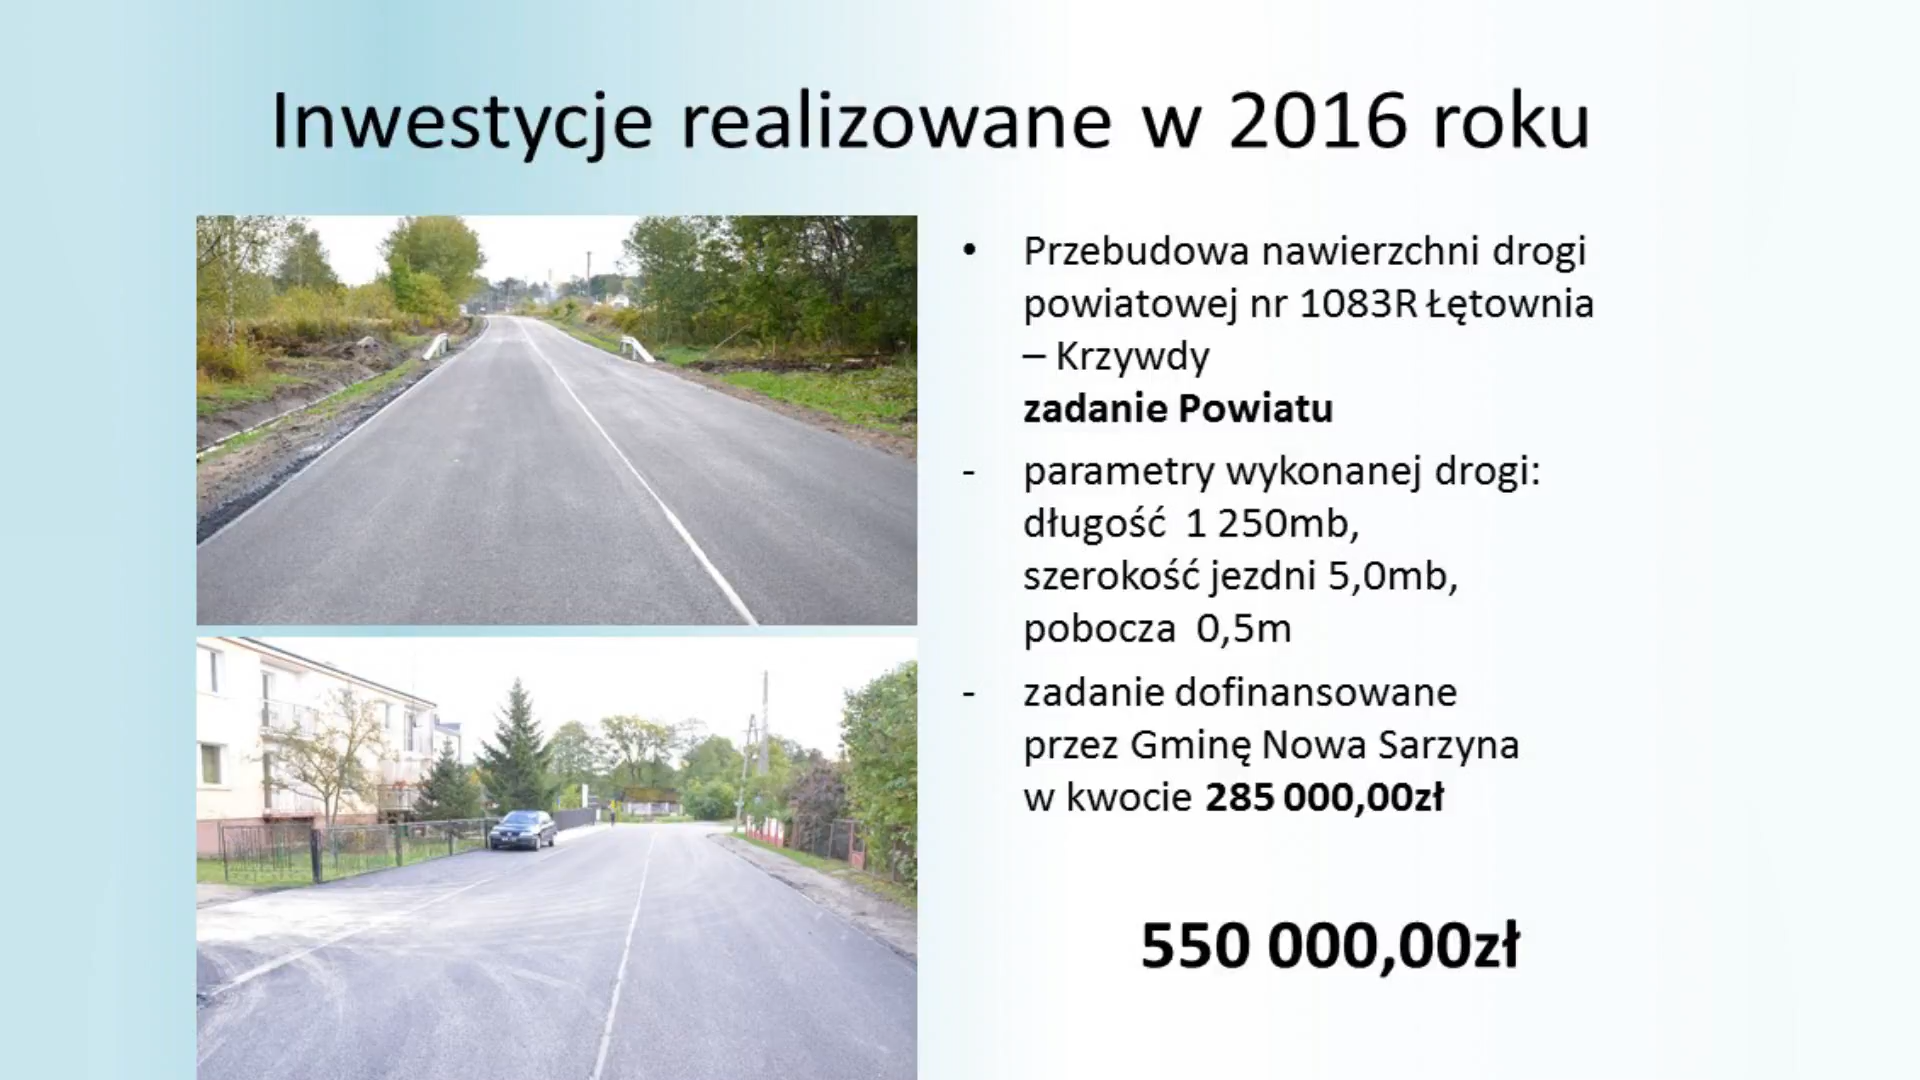 Inwestycje realizowane w 2016 roku
• Przebudowa nawierzchni drogi
powiatowej nr 1083R Łętownia
– Krzywdy
zadanie Powiatu
- parametry wykonanej drogi:
długość 1 250mb,
szerokość jezdni 5,0mb,
pobocza 0,5m
- zadanie dofinansowane
przez Gminę Nowa Sarzyna
w kwocie 285 000,00zł
550 000,00zł